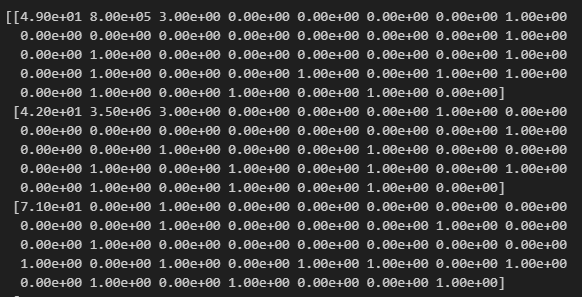 [[4.90e+01 8.00e+05 3.00e+00 0.00e+00 0.00e+00 0.00e+00 0.00e+00 1.00e+00
0.00e+00 0.00e+00 0.00e+00 0.00e+00 0.00e+00 0.00e+00 0.00e+00 1.00e+00
0.00e+00 1.00e+00 0.00e+00 0.00e+00 0.00e+00 0.00e+00 0.00e+00 1.00e+00
0.00e+00 1.00e+00 0.00e+00 0.00e+00 1.00e+00 0.00e+00 1.00e+00 1.00e+00
0.00e+00 1.00e+00 0.00e+00 1.00e+00 0.00e+00 1.00e+00 0.00e+00]
[4.20e+01 3.50e+06 3.00e+00 0.00e+00 0.00e+00 0.00e+00 1.00e+00 0.00e+00
0.00e+00 0.00e+00 0.00e+00 0.00e+00 0.00e+00 0.00e+00 0.00e+00 1.00e+00
0.00e+00 0.00e+00 1.00e+00 0.00e+00 0.00e+00 1.00e+00 0.00e+00 0.00e+00
0.00e+00 1.00e+00 0.00e+00 1.00e+00 0.00e+00 1.00e+00 0.00e+00 1.00e+00
0.00e+00 1.00e+00 0.00e+00 1.00e+00 0.00e+00 1.00e+00 0.00e+00]
[7.10e+01 0.00e+00 1.00e+00 0.00e+00 0.00e+00 0.00e+00 0.00e+00 0.00e+00
0.00e+00 0.00e+00 1.00e+00 0.00e+00 0.00e+00 0.00e+00 1.00e+00 0.00e+00
0.00e+00 1.00e+00 0.00e+00 0.00e+00 0.00e+00 0.00e+00 0.00e+00 0.00e+00
1.00e+00 0.00e+00 1.00e+00 0.00e+00 1.00e+00 1.00e+00 0.00e+00 1.00e+00
0.00e+00 1.00e+00 0.00e+00 1.00e+00 0.00e+00 0.00e+00 1.00e+00]